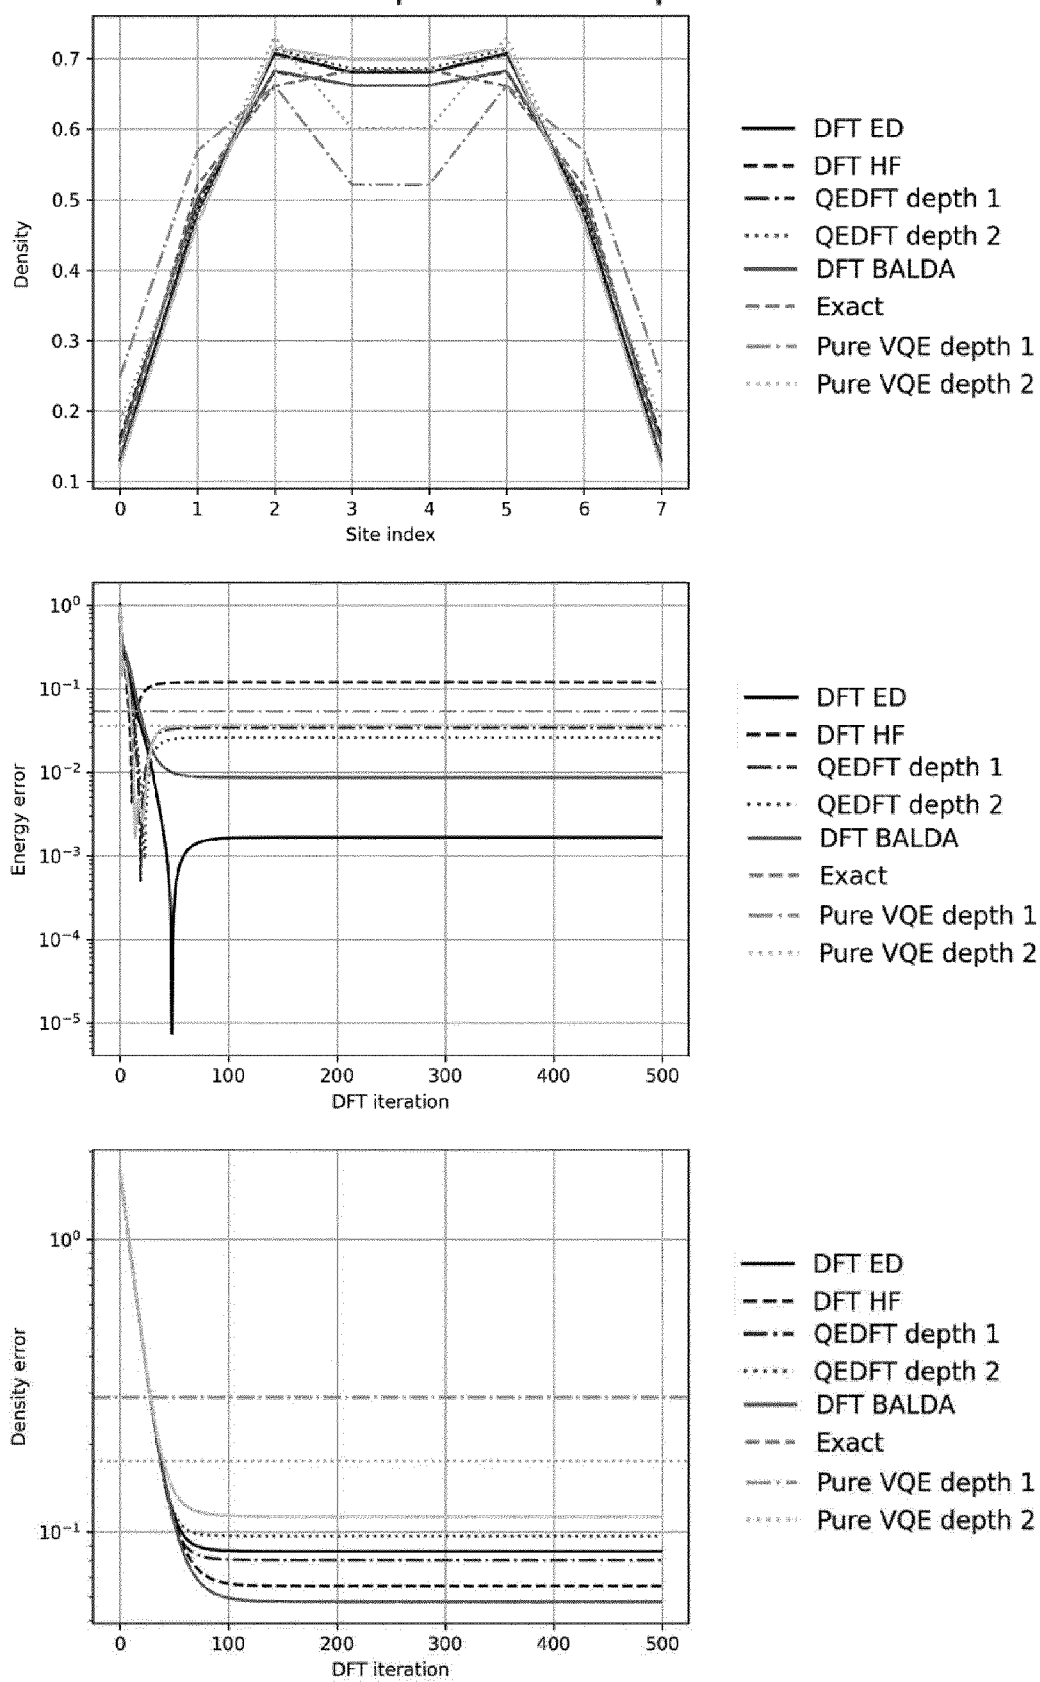 0.7
0.6
0.5
0.4
0.3
0.2
0.1
Density
0 1 2 3 4 5 6 7
Site index
DFT ED
DFT HF
QEDFT depth 1
QEDFT depth 2
DFT BALDA
Exact
Pure VQE depth 1
Pure VQE depth 2
10⁰
10⁻¹
10⁻²
10⁻³
10⁻⁴
10⁻⁵
Energy error
0 100 200 300 400 500
DFT iteration
DFT ED
DFT HF
QEDFT depth 1
QEDFT depth 2
DFT BALDA
Exact
Pure VQE depth 1
Pure VQE depth 2
10⁰
10⁻¹
Density error
0 100 200 300 400 500
DFT iteration
DFT ED
DFT HF
QEDFT depth 1
QEDFT depth 2
DFT BALDA
Exact
Pure VQE depth 1
Pure VQE depth 2